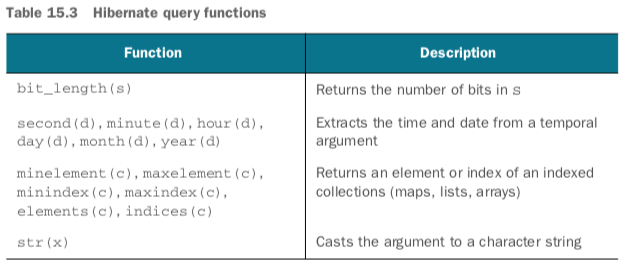 Table 15.3 Hibernate query functions
Function Description
bit_length(s) Returns the number of bits in s
second(d), minute(d), hour(d), Extracts the time and date from a temporal
day(d), month(d), year(d) argument
minelement(c), maxelement(c), Returns an element or index of an indexed
minindex(c), maxindex(c), collections (maps, lists, arrays)
elements(c), indices(c)
str(x) Casts the argument to a character string